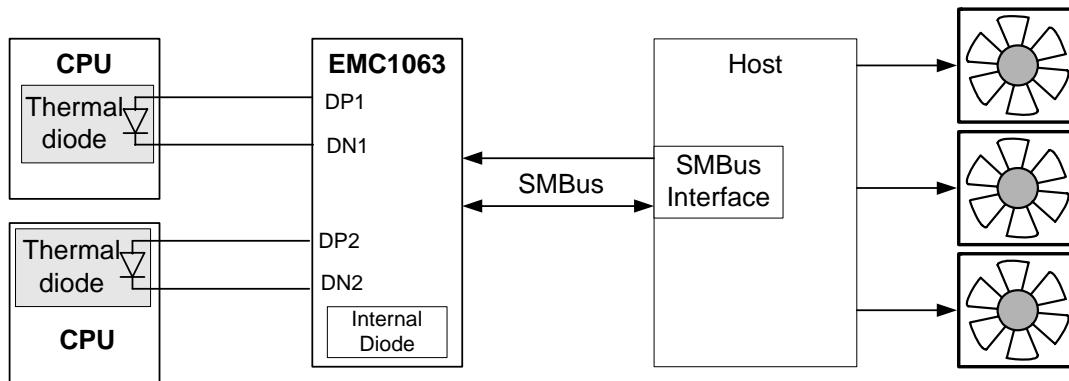 CPU
Thermal
diode
EMC1063
DP1
DN1
Host
SMBus
SMBus
Interface
Thermal
diode
CPU
DP2
DN2
Internal
Diode